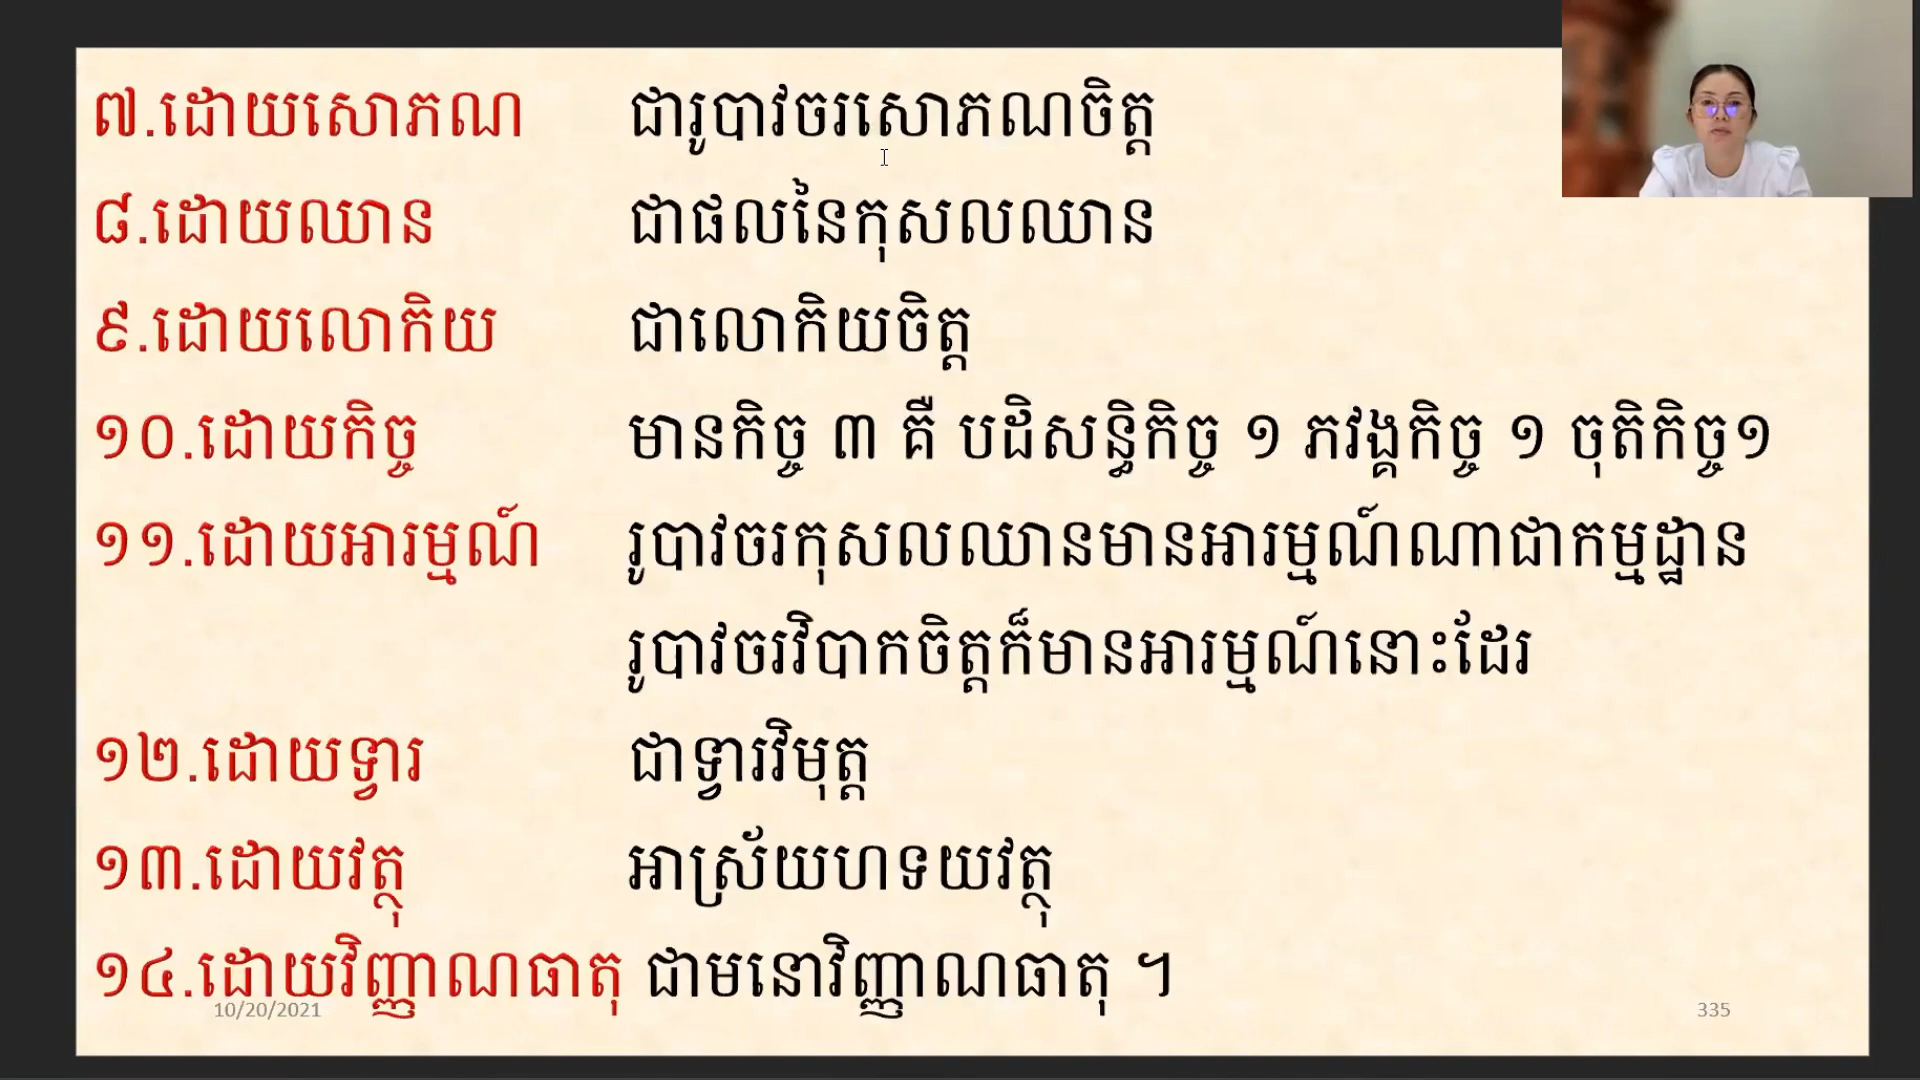 ៧.ដោយសោភណ ជារូបាវចរសោភណចិត្ត
៨.ដោយឈាន ជាផលនៃកុសលឈាន
៩.ដោយលោកិយ ជាលោកិយចិត្ត
១០.ដោយកិច្ច មានកិច្ច ៣ គឺ បដិសន្ធិកិច្ច ១ ភវង្គកិច្ច ១ ចុតិកិច្ច១
១១.ដោយអារម្មណ៍ រូបាវចរកុសលឈានមានអារម្មណ៍ណាជាកម្មដ្ឋាន
រូបាវចរវិបាកចិត្តក៏មានអារម្មណ៍នោះដែរ
១២.ដោយទ្វារ ជាទ្វារវិមុត្ត
១៣.ដោយវត្ថុ អាស្រ័យហទយវត្ថុ
១៤.ដោយវិញ្ញាណធាតុ ជាមនោវិញ្ញាណធាតុ ។
10/20/2021 335